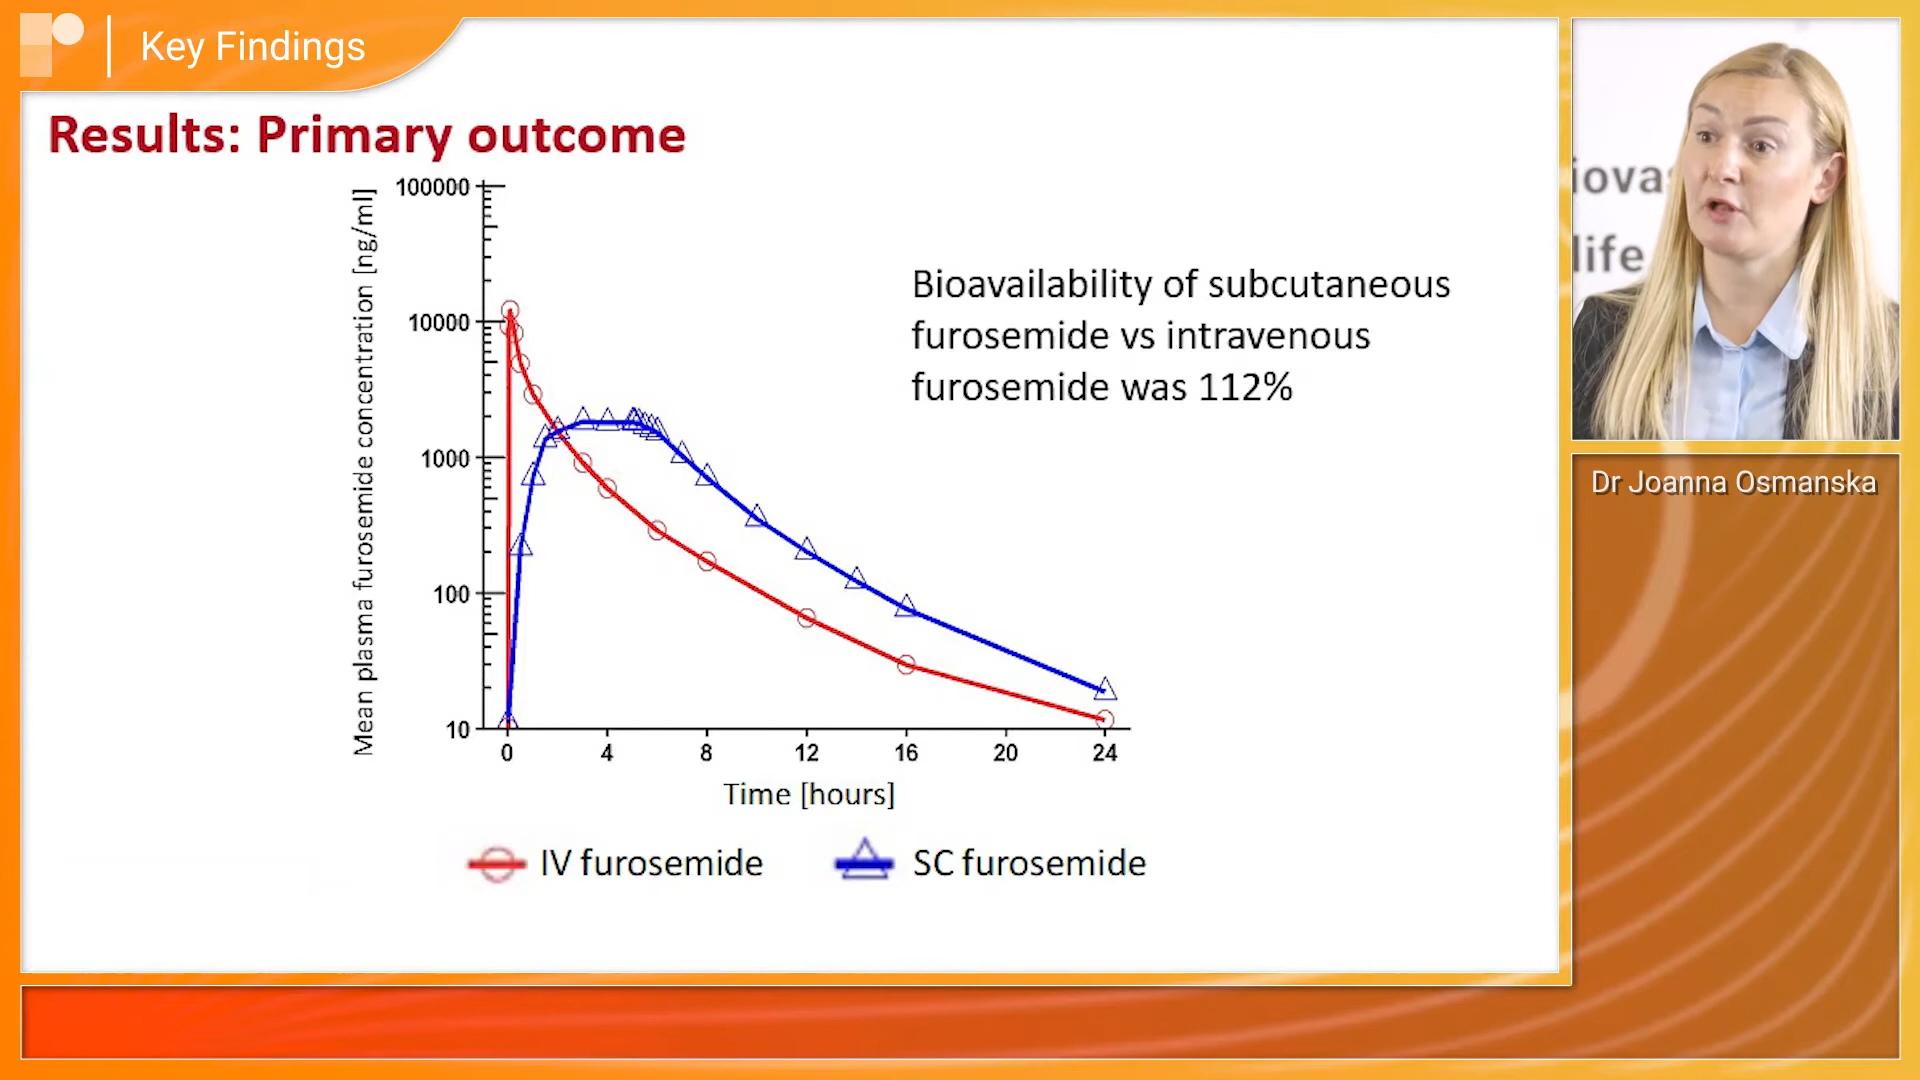 Key Findings
Results: Primary outcome
Mean plasma furosemide concentration [ng/ml]
100000
10000
1000
100
10
0 4 8 12 16 20 24
Time [hours]
IV furosemide SC furosemide
Bioavailability of subcutaneous
furosemide vs intravenous
furosemide was 112%
iovas
life
Dr Joanna Osmanska